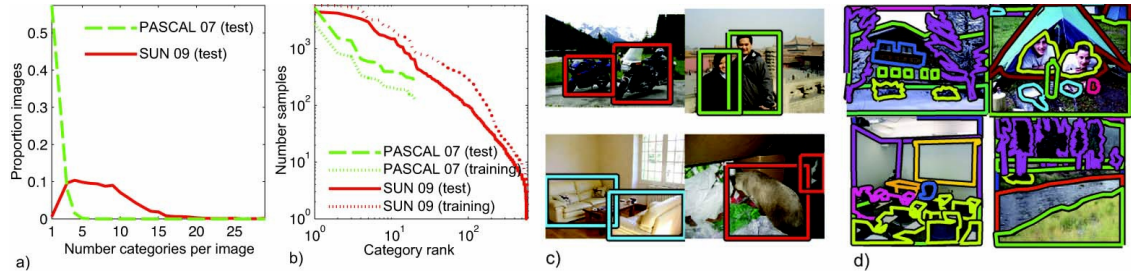 PASCAL 07 (test)
SUN 09 (test)
Proportion images
0.5
0.4
0.3
0.2
0.1
0
1
5
10
15
20
25
Number categories per image
a)
Number samples
10³
10²
10¹
10⁰
PASCAL 07 (test)
PASCAL 07 (training)
SUN 09 (test)
SUN 09 (training)
10⁰
10¹
10²
Category rank
b)
c)
d)